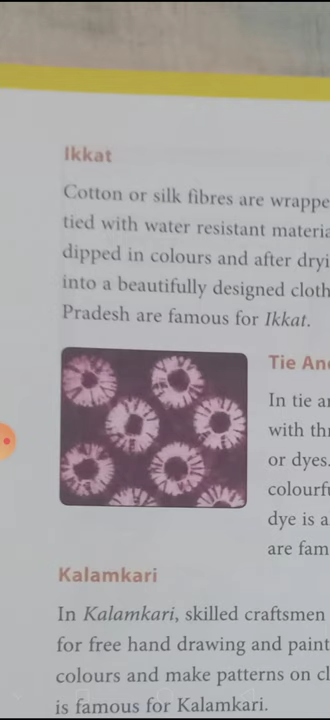 Ikkat
Cotton or silk fibres are wrappe
tied with water resistant materia
dipped in colours and after dryi
into a beautifully designed cloth
Pradesh are famous for Ikkat.
Tie An
In tie a
with thr
or dyes.
colourfu
dye is a
are fam
Kalamkari
In Kalamkari, skilled craftsmen
for free hand drawing and paint
colours and make patterns on cl
is famous for Kalamkari.